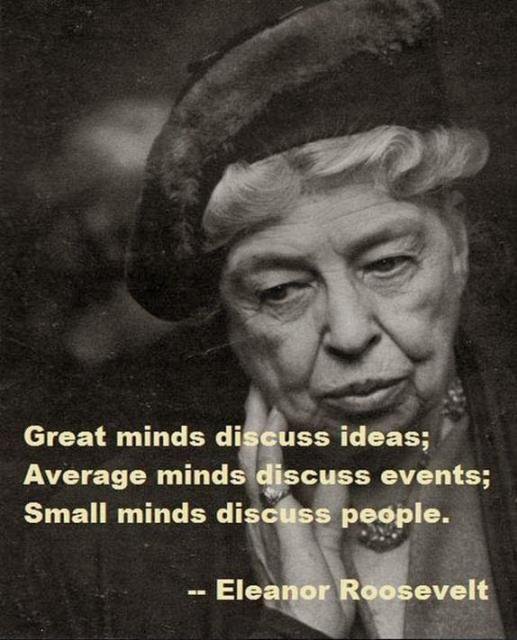 Great minds discuss ideas;
Average minds discuss events;
Small minds discuss people.
-- Eleanor Roosevelt